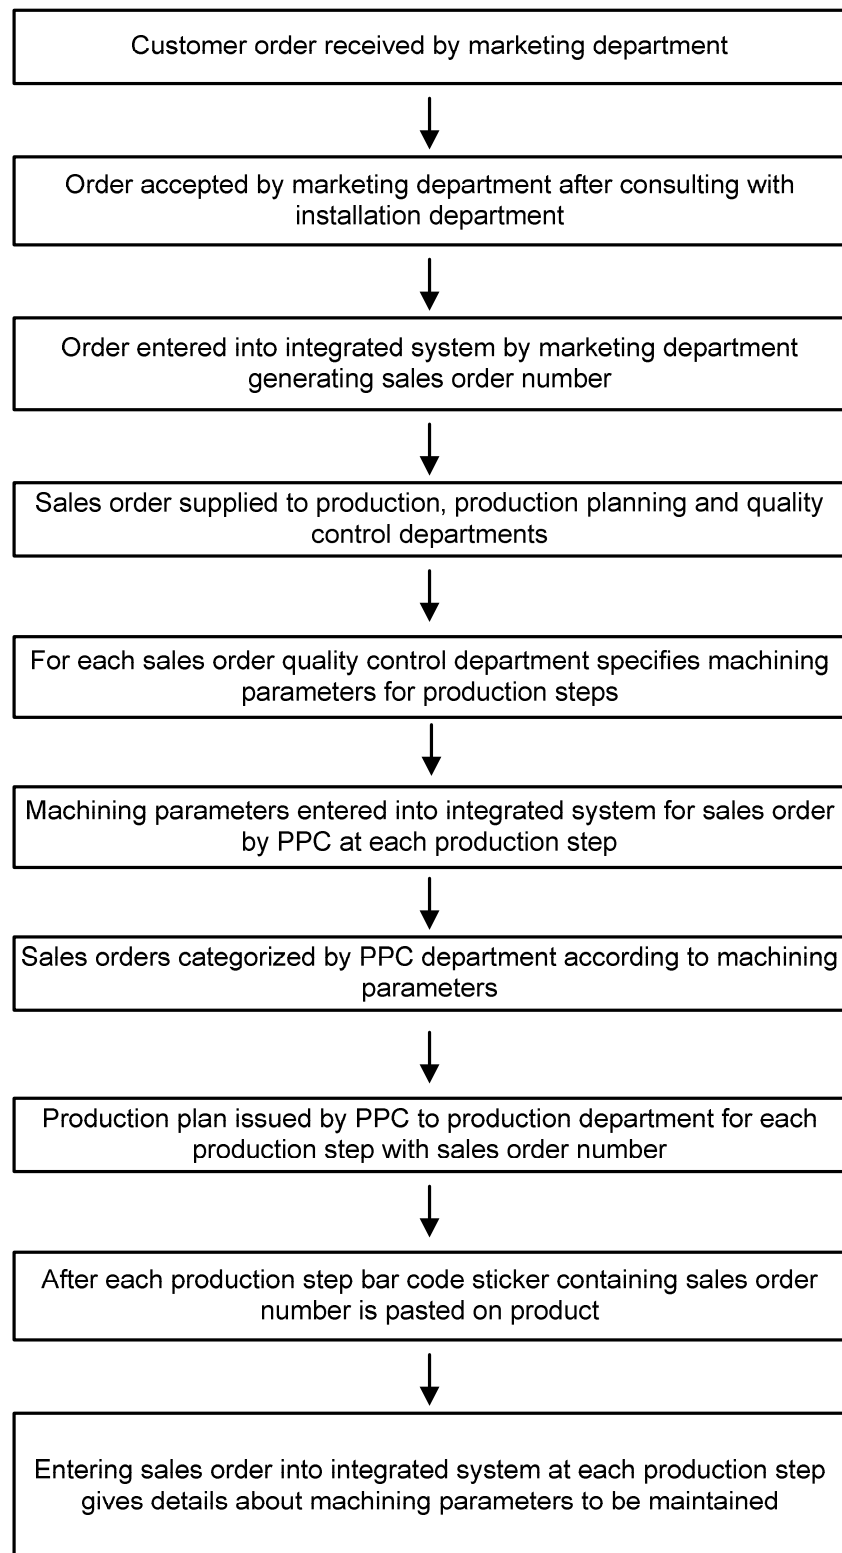 Customer order received by marketing department
Order accepted by marketing department after consulting with
installation department
Order entered into integrated system by marketing department
generating sales order number
Sales order supplied to production, production planning and quality
control departments
For each sales order quality control department specifies machining
parameters for production steps
Machining parameters entered into integrated system for sales order
by PPC at each production step
Sales orders categorized by PPC department according to machining
parameters
Production plan issued by PPC to production department for each
production step with sales order number
After each production step bar code sticker containing sales order
number is pasted on product
Entering sales order into integrated system at each production step
gives details about machining parameters to be maintained